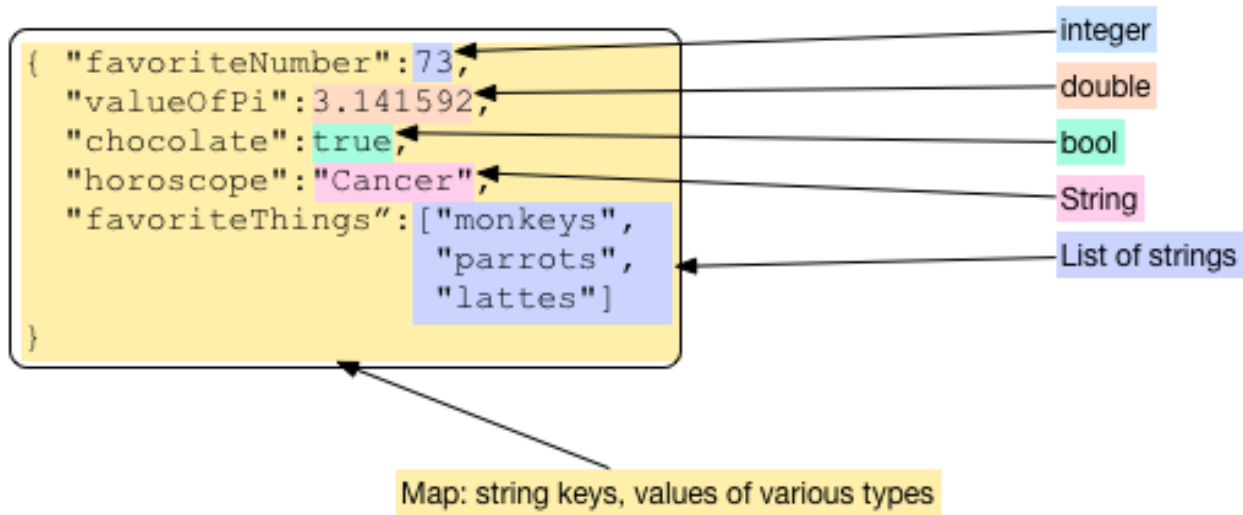 { "favoriteNumber":73,
"valueOfPi":3.141592,
"chocolate":true,
"horoscope":"Cancer",
"favoriteThings”:["monkeys",
"parrots",
"lattes"]
}
integer
double
bool
String
List of strings
Map: string keys, values of various types